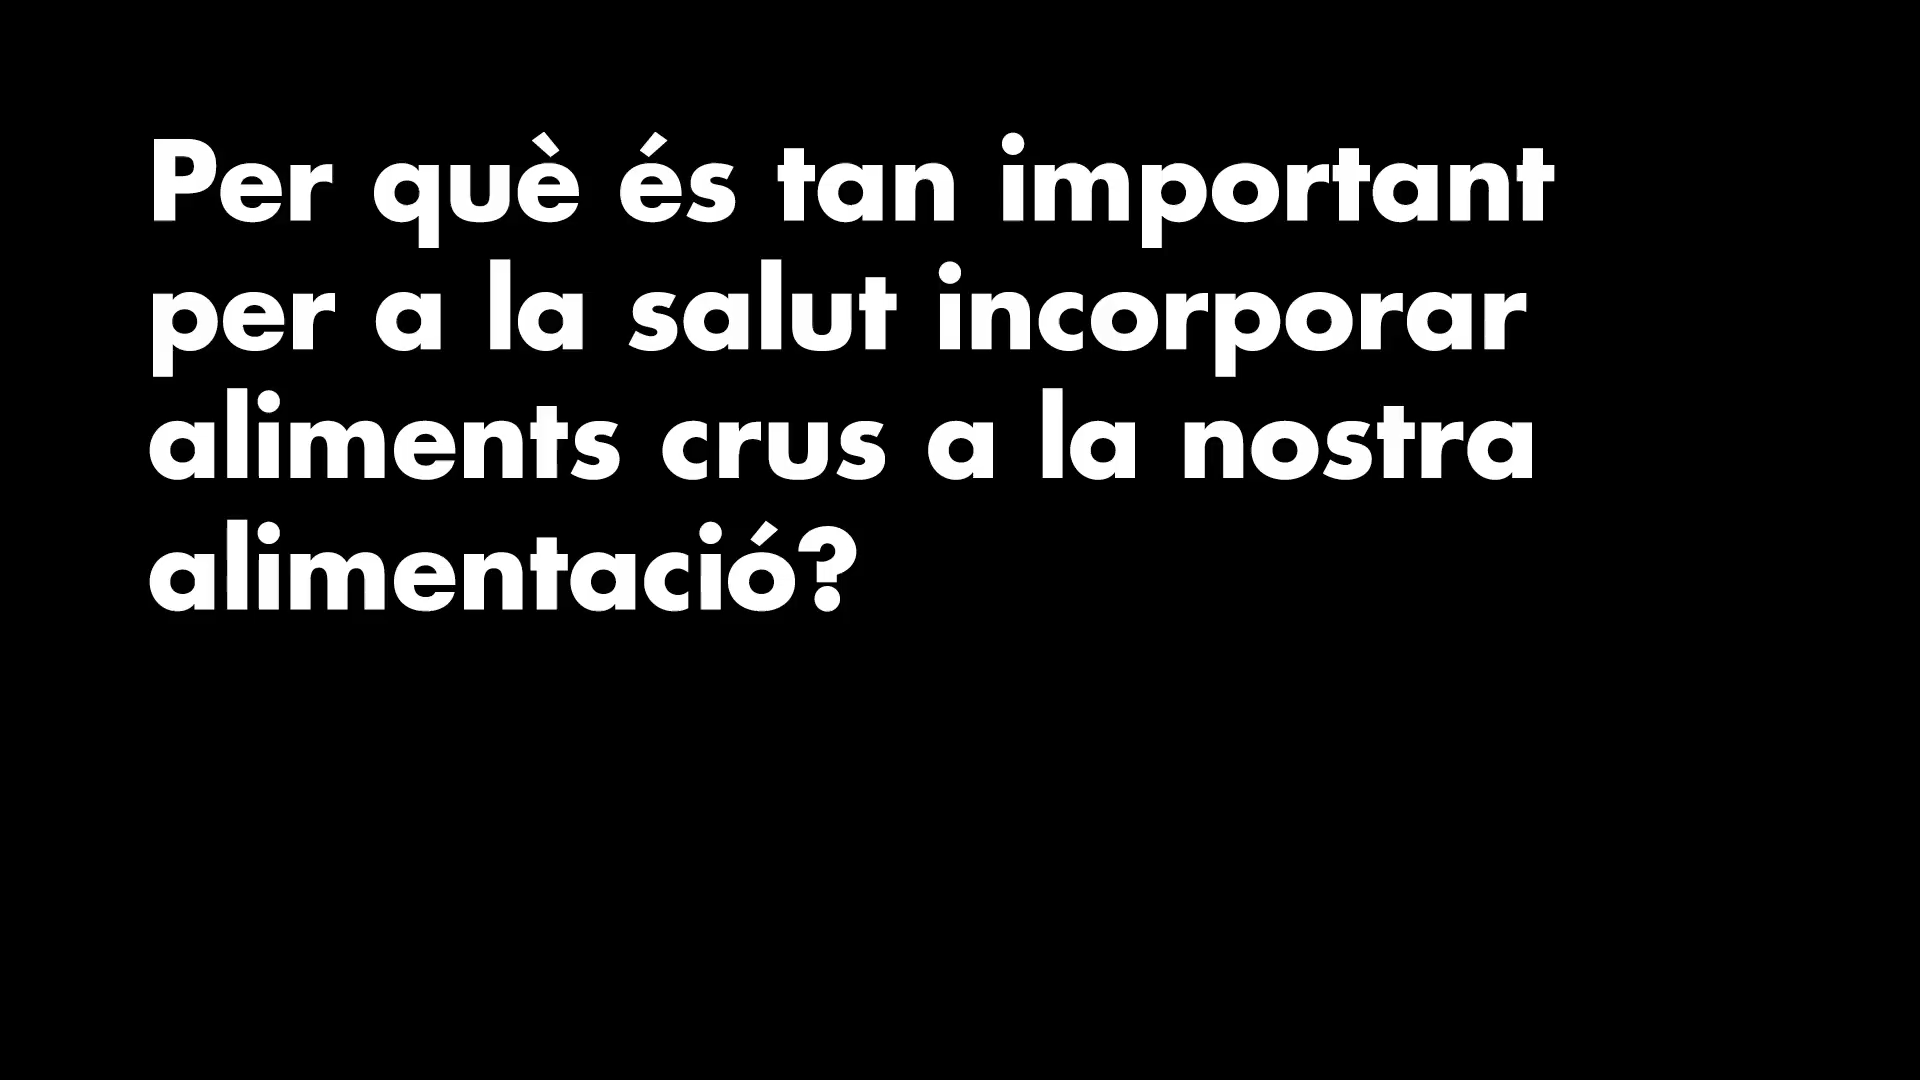 Per què és tan important
per a la salut incorporar
aliments crus a la nostra
alimentació?